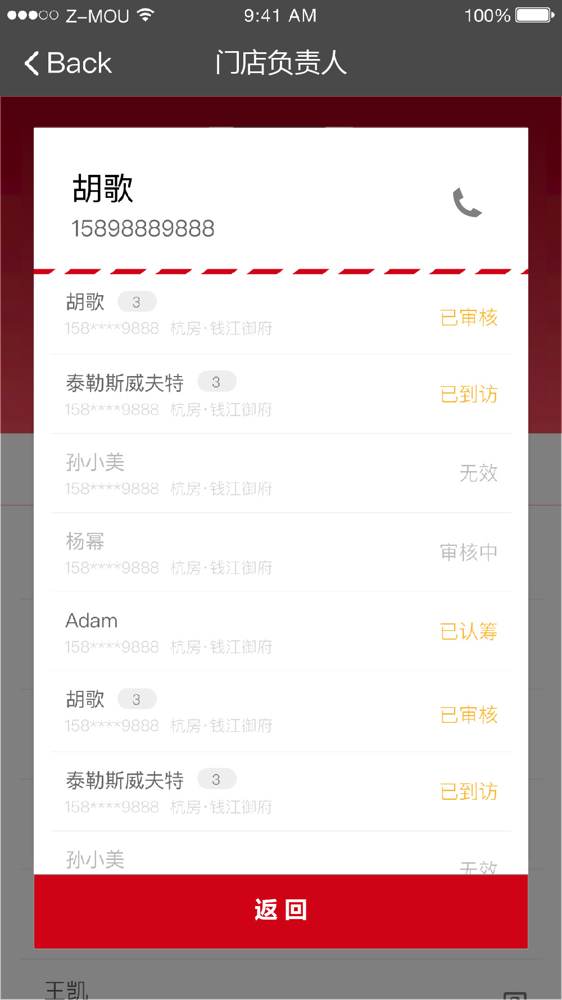 Z-MOU 9:41 AM 100%
Back 门店负责人
胡歌
15898889888
胡歌 3
已审核
158****9888 杭房·钱江御府
泰勒斯威夫特 3
已到访
158****9888 杭房·钱江御府
孙小美
无效
158****9888 杭房·钱江御府
杨幂
审核中
158****9888 杭房·钱江御府
Adam
已认筹
158****9888 杭房·钱江御府
胡歌 3
已审核
158****9888 杭房·钱江御府
泰勒斯威夫特 3
已到访
158****9888 杭房·钱江御府
孙小美
无效
返回
王凯